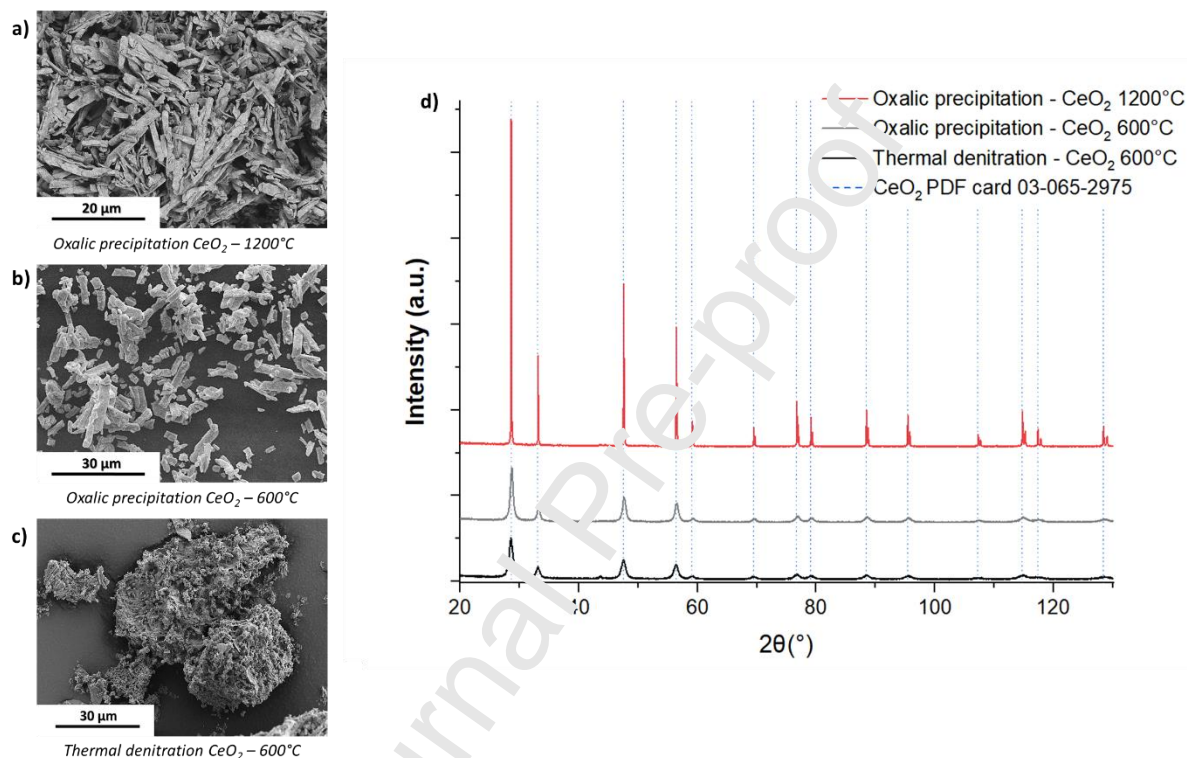 a)
20 µm
Oxalic precipitation CeO₂ – 1200°C
b)
30 µm
Oxalic precipitation CeO₂ – 600°C
c)
30 µm
Thermal denitration CeO₂ – 600°C
d)
Oxalic precipitation - CeO₂ 1200°C
Oxalic precipitation - CeO₂ 600°C
Thermal denitration - CeO₂ 600°C
CeO₂ PDF card 03-065-2975
Intensity (a.u.)
20 40 60 80 100 120
2θ(°)
urnal Pre-proof